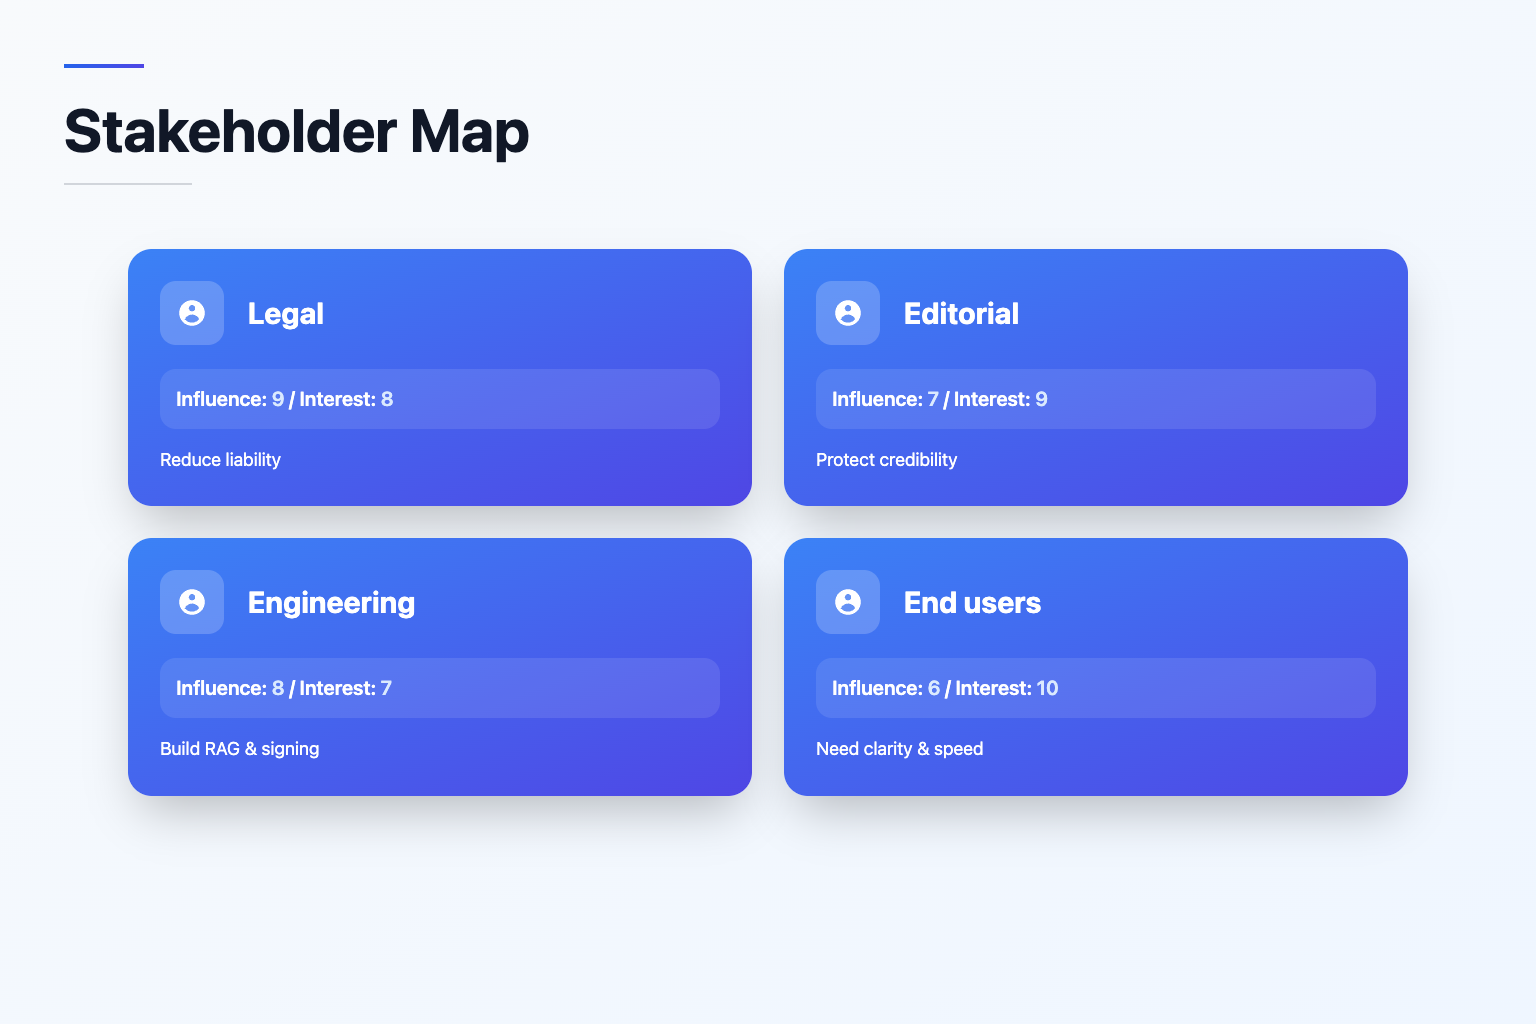 Stakeholder Map
Legal
Influence: 9 / Interest: 8
Reduce liability
Editorial
Influence: 7 / Interest: 9
Protect credibility
Engineering
Influence: 8 / Interest: 7
Build RAG & signing
End users
Influence: 6 / Interest: 10
Need clarity & speed